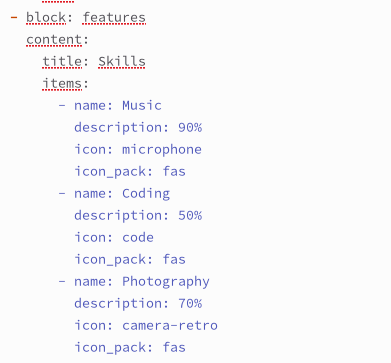 - block: features
  content:
    title: Skills
    items:
      - name: Music
        description: 90%
        icon: microphone
        icon_pack: fas
      - name: Coding
        description: 50%
        icon: code
        icon_pack: fas
      - name: Photography
        description: 70%
        icon: camera-retro
        icon_pack: fas